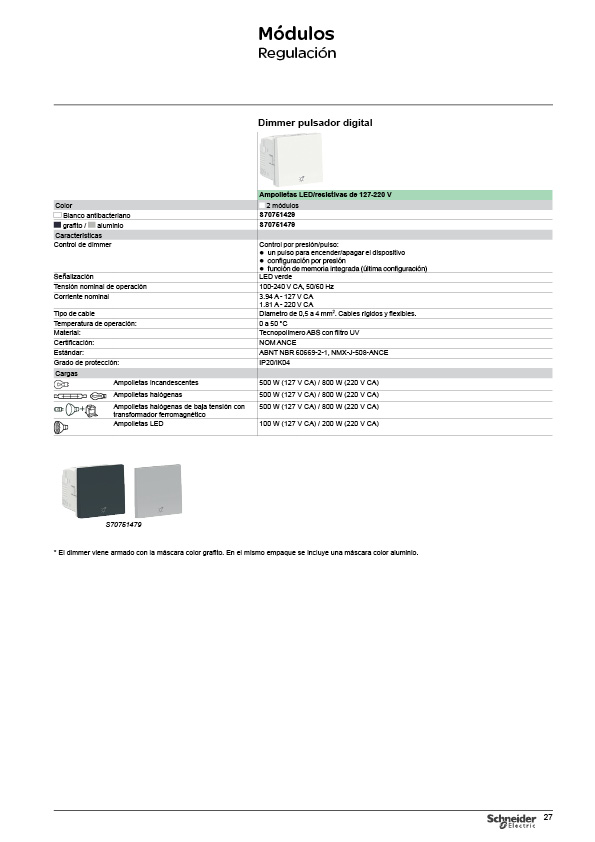 Módulos
Regulación
Dimmer pulsador digital
Ampolletas LED/resistivas de 127-220 V
Color 2 módulos
Blanco antibacteriano S70761429
grafito / aluminio S70761479
Características
Control de dimmer Control por presión/pulso:
● un pulso para encender/apagar el dispositivo
● configuración por presión
● función de memoria integrada (última configuración)
Señalización LED verde
Tensión nominal de operación 100-240 V CA, 50/60 Hz
Corriente nominal 3.94 A - 127 V CA
1.81 A - 220 V CA
Tipo de cable Diametro de 0,5 a 4 mm². Cables rígidos y flexibles.
Temperatura de operación: 0 a 50 °C
Material: Tecnopolímero ABS con filtro UV
Certificación: NOM ANCE
Estándar: ABNT NBR 60669-2-1, NMX-J-508-ANCE
Grado de protección: IP20/IK04
Cargas
Ampolletas incandescentes 500 W (127 V CA) / 800 W (220 V CA)
Ampolletas halógenas 500 W (127 V CA) / 800 W (220 V CA)
Ampolletas halógenas de baja tensión con 500 W (127 V CA) / 800 W (220 V CA)
transformador ferromagnético
Ampolletas LED 100 W (127 V CA) / 200 W (220 V CA)
S70761479
* El dimmer viene armado con la máscara color grafito. En el mismo empaque se incluye una máscara color aluminio.
Schneider 27
Electric